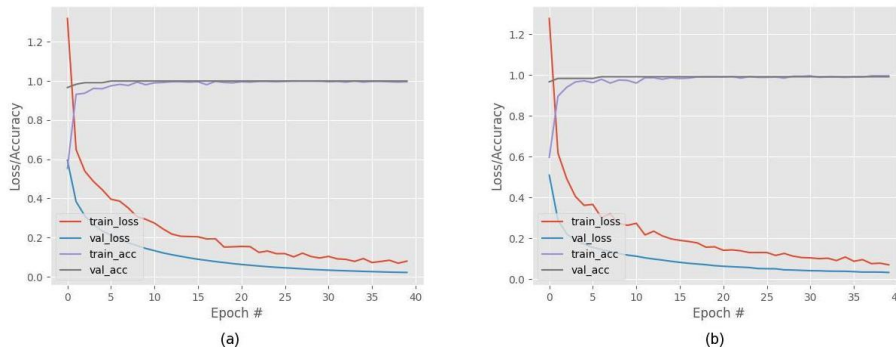 1.2
1.0
0.8
0.6
0.4
0.2
0.0
Loss/Accuracy
train_loss
val_loss
train_acc
val_acc
0 5 10 15 20 25 30 35 40
Epoch #
(a)
1.2
1.0
0.8
0.6
0.4
0.2
0.0
Loss/Accuracy
train_loss
val_loss
train_acc
val_acc
0 5 10 15 20 25 30 35 40
Epoch #
(b)